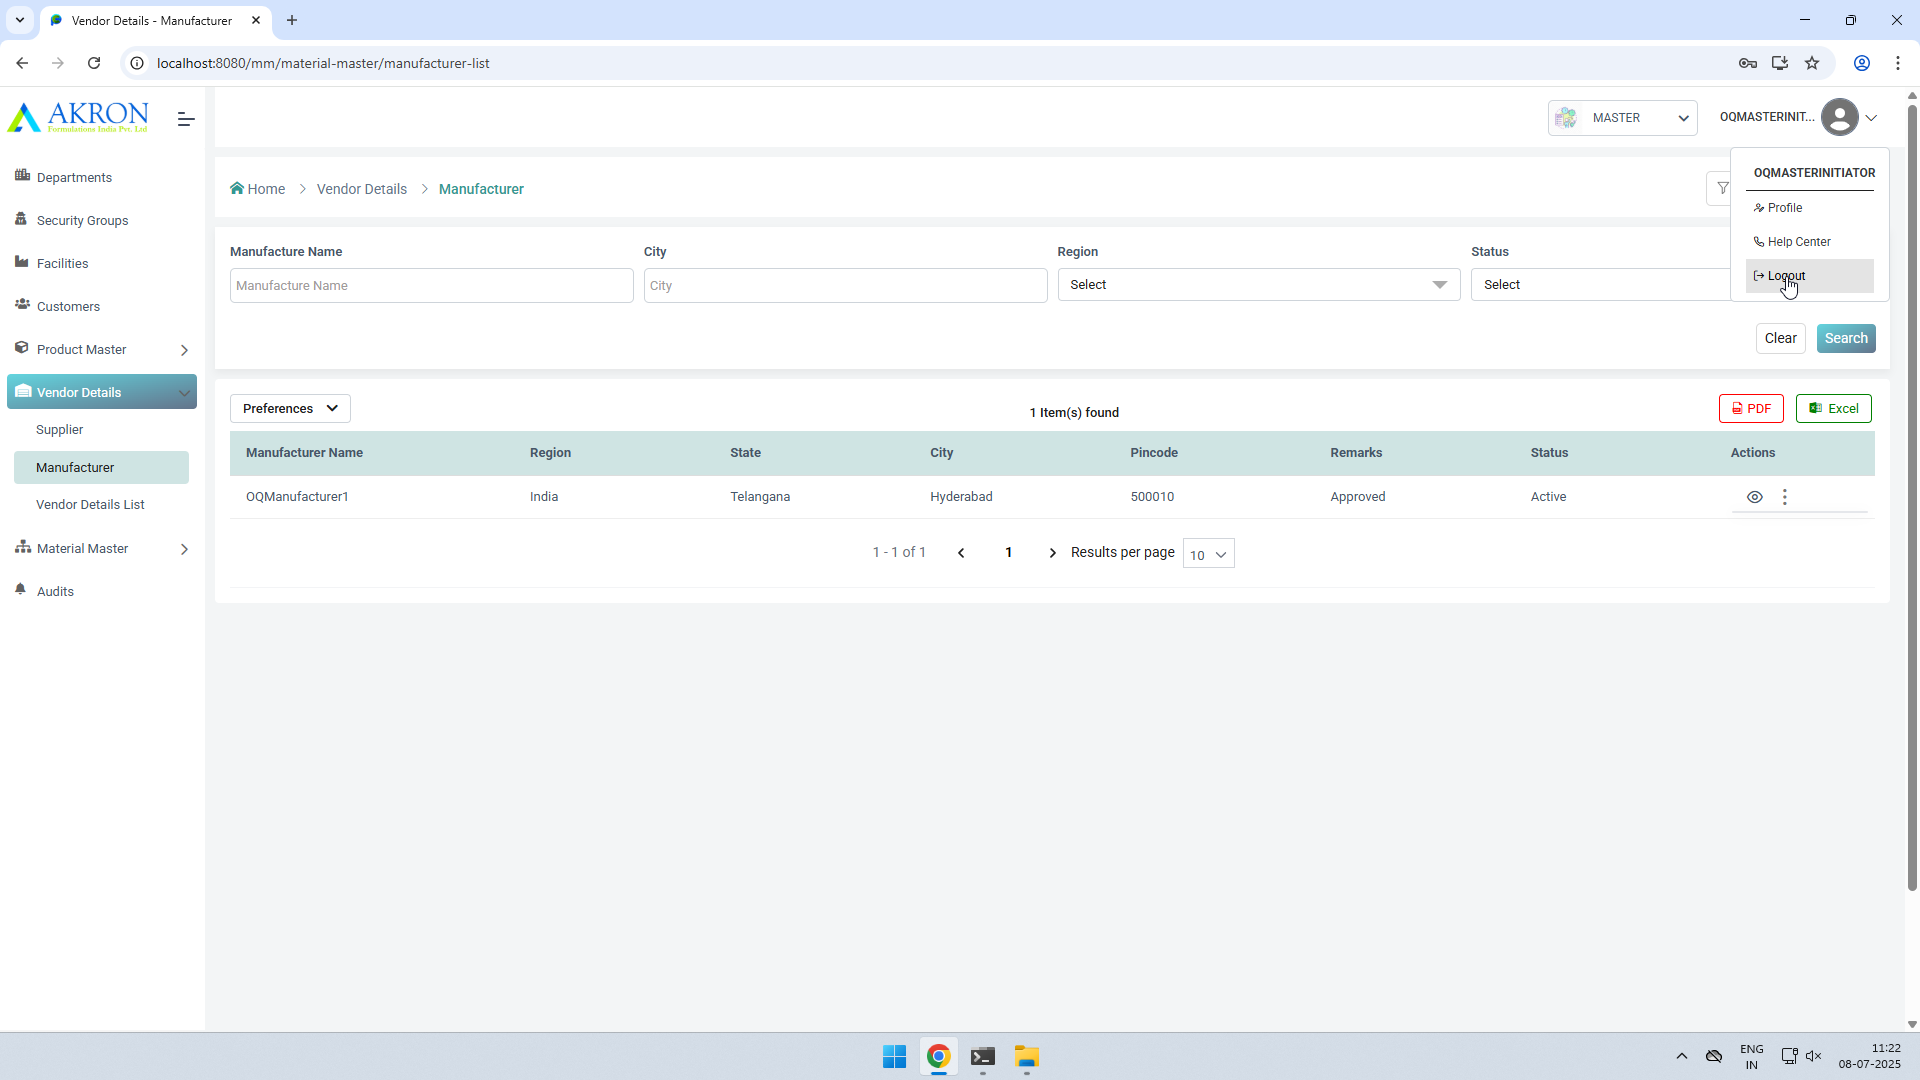 Vendor Details - Manufacturer
localhost:8080/mm/material-master/manufacturer-list
AKRON
Formulations India Pvt. Ltd
MASTER
OQMASTERINIT...
Departments
Security Groups
Facilities
Customers
Product Master
Vendor Details
Supplier
Manufacturer
Vendor Details List
Material Master
Audits
Home > Vendor Details > Manufacturer
OQMASTERINITIATOR
Profile
Help Center
Logout
Manufacture Name City Region Status
Manufacture Name City Select Select
Clear Search
Preferences 1 Item(s) found PDF Excel
Manufacturer Name Region State City Pincode Remarks Status Actions
OQManufacturer1 India Telangana Hyderabad 500010 Approved Active
1 - 1 of 1 1 Results per page 10
ENG
IN
11:22
08-07-2025